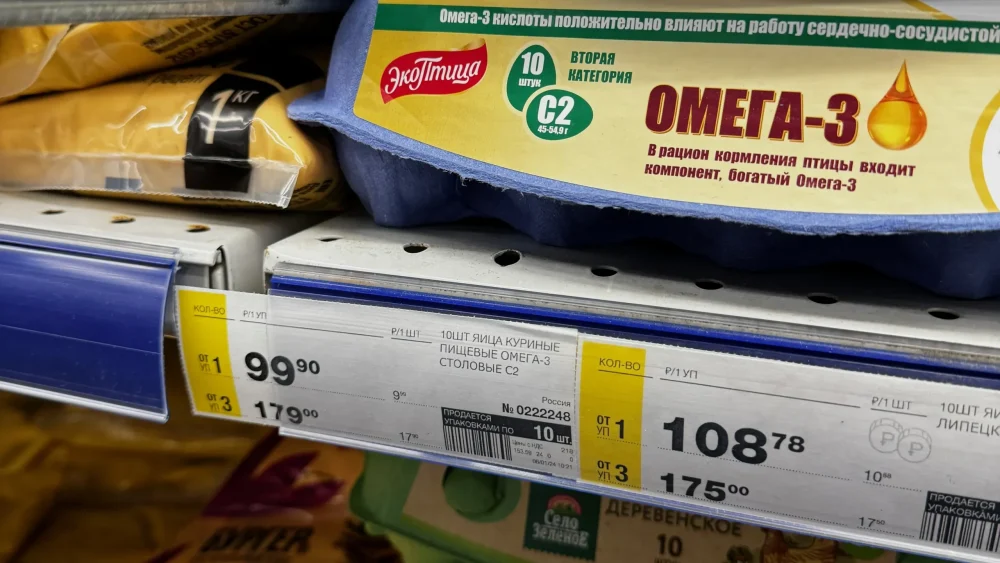 Омега-3 кислоты положительно влияют на работу сердечно-сосудистой
ЭкоПтица
10
штук
С2
45-54,9 г
ВТОРАЯ
КАТЕГОРИЯ
ОМЕГА-3
В рацион кормления птицы входит
компонент, богатый Омега-3
1 КГ
КОЛ-ВО
₽/1 УП
₽/1 ШТ
10ШТ ЯИЦА КУРИНЫЕ
ПИЩЕВЫЕ ОМЕГА-3
СТОЛОВЫЕ С2
ОТ
УП 1
99 90
9 90
Россия
№ 0222248
ОТ
УП 3
179 00
17 90
ПРОДАЕТСЯ
УПАКОВКАМИ ПО 10 шт.
КОЛ-ВО
₽/1 УП
₽/1 ШТ
10ШТ
ЛИПЕЦК
ОТ
УП 1
108 78
10 88
ОТ
УП 3
175 00
17 50
ПРОДАЕТСЯ
Село
Зелёное
ДЕРЕВЕНСКОЕ
10